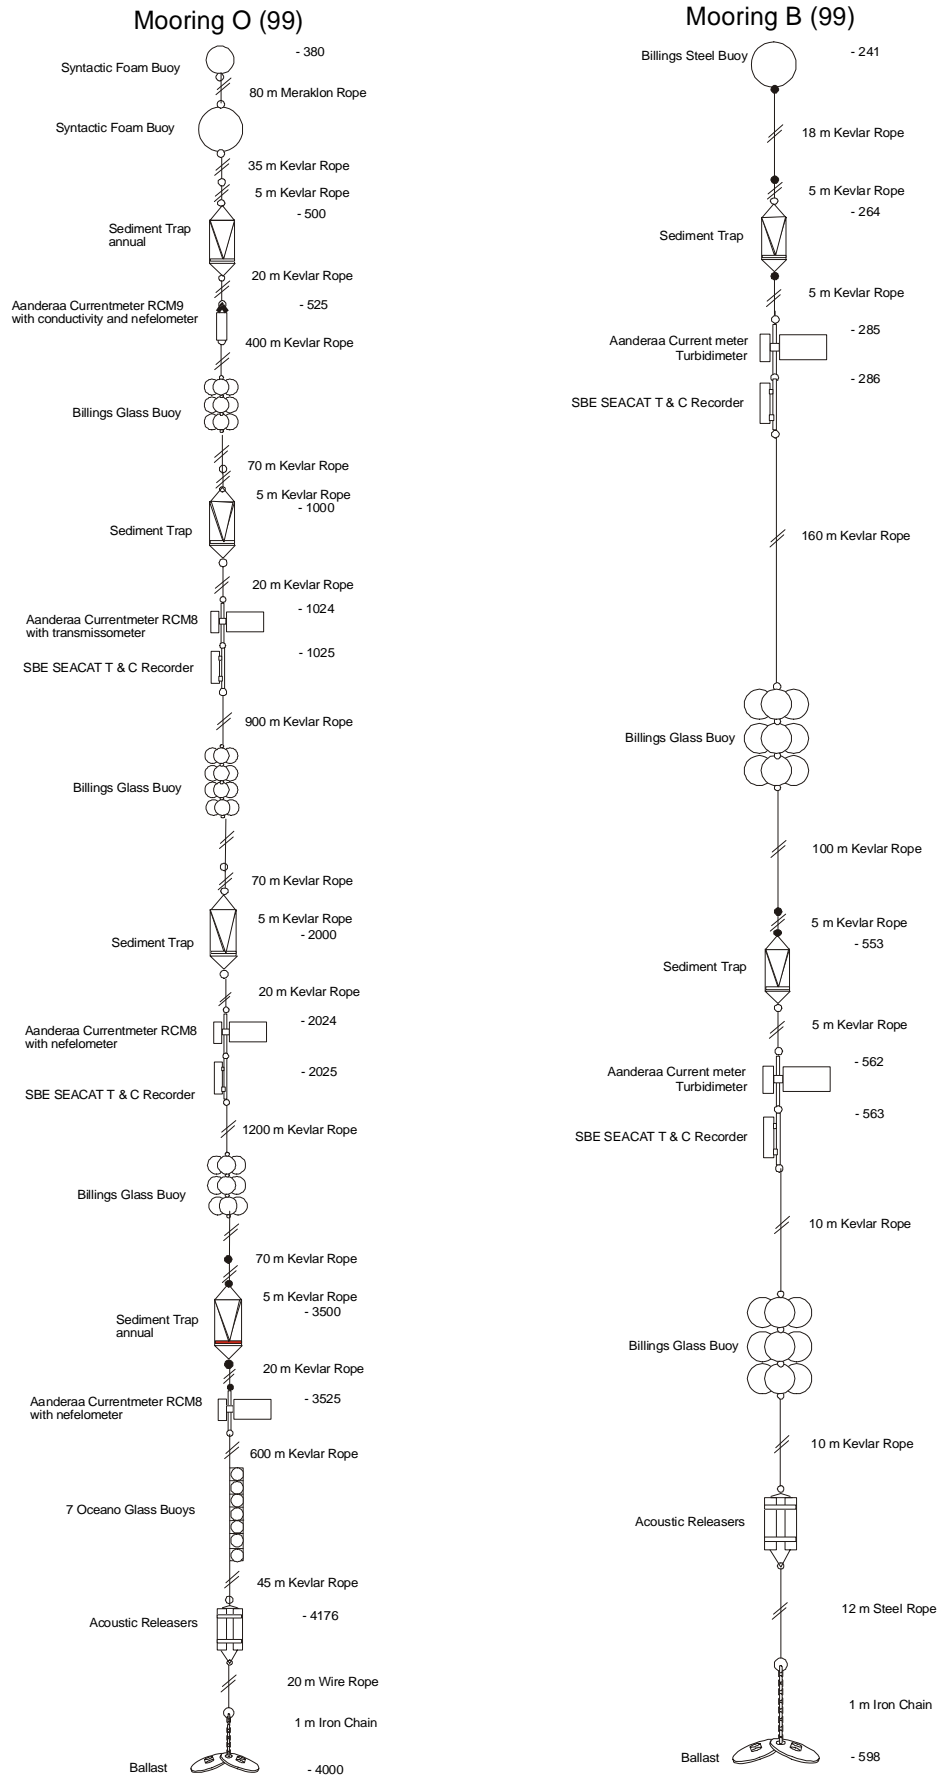 Mooring O (99)
- 380
Syntactic Foam Buoy
80 m Meraklon Rope
Syntactic Foam Buoy
35 m Kevlar Rope
5 m Kevlar Rope
- 500
Sediment Trap
annual
20 m Kevlar Rope
- 525
Aanderaa Currentmeter RCM9
with conductivity and nefelometer
400 m Kevlar Rope
Billings Glass Buoy
70 m Kevlar Rope
5 m Kevlar Rope
- 1000
Sediment Trap
20 m Kevlar Rope
- 1024
Aanderaa Currentmeter RCM8
with transmissometer
- 1025
SBE SEACAT T & C Recorder
900 m Kevlar Rope
Billings Glass Buoy
70 m Kevlar Rope
5 m Kevlar Rope
- 2000
Sediment Trap
20 m Kevlar Rope
- 2024
Aanderaa Currentmeter RCM8
with nefelometer
- 2025
SBE SEACAT T & C Recorder
1200 m Kevlar Rope
Billings Glass Buoy
70 m Kevlar Rope
5 m Kevlar Rope
- 3500
Sediment Trap
annual
20 m Kevlar Rope
- 3525
Aanderaa Currentmeter RCM8
with nefelometer
600 m Kevlar Rope
7 Oceano Glass Buoys
45 m Kevlar Rope
- 4176
Acoustic Releasers
20 m Wire Rope
1 m Iron Chain
Ballast
- 4000
Mooring B (99)
Billings Steel Buoy
- 241
18 m Kevlar Rope
5 m Kevlar Rope
- 264
Sediment Trap
5 m Kevlar Rope
- 285
Aanderaa Current meter
Turbidimeter
- 286
SBE SEACAT T & C Recorder
160 m Kevlar Rope
Billings Glass Buoy
100 m Kevlar Rope
5 m Kevlar Rope
- 553
Sediment Trap
5 m Kevlar Rope
- 562
Aanderaa Current meter
Turbidimeter
- 563
SBE SEACAT T & C Recorder
10 m Kevlar Rope
Billings Glass Buoy
10 m Kevlar Rope
Acoustic Releasers
12 m Steel Rope
1 m Iron Chain
Ballast
- 598